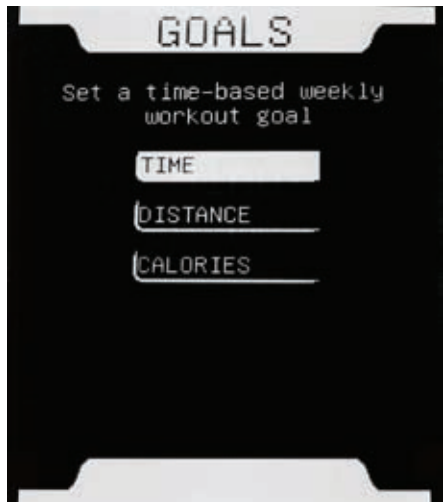 GOALS
Set a time-based weekly
workout goal
TIME
DISTANCE
CALORIES